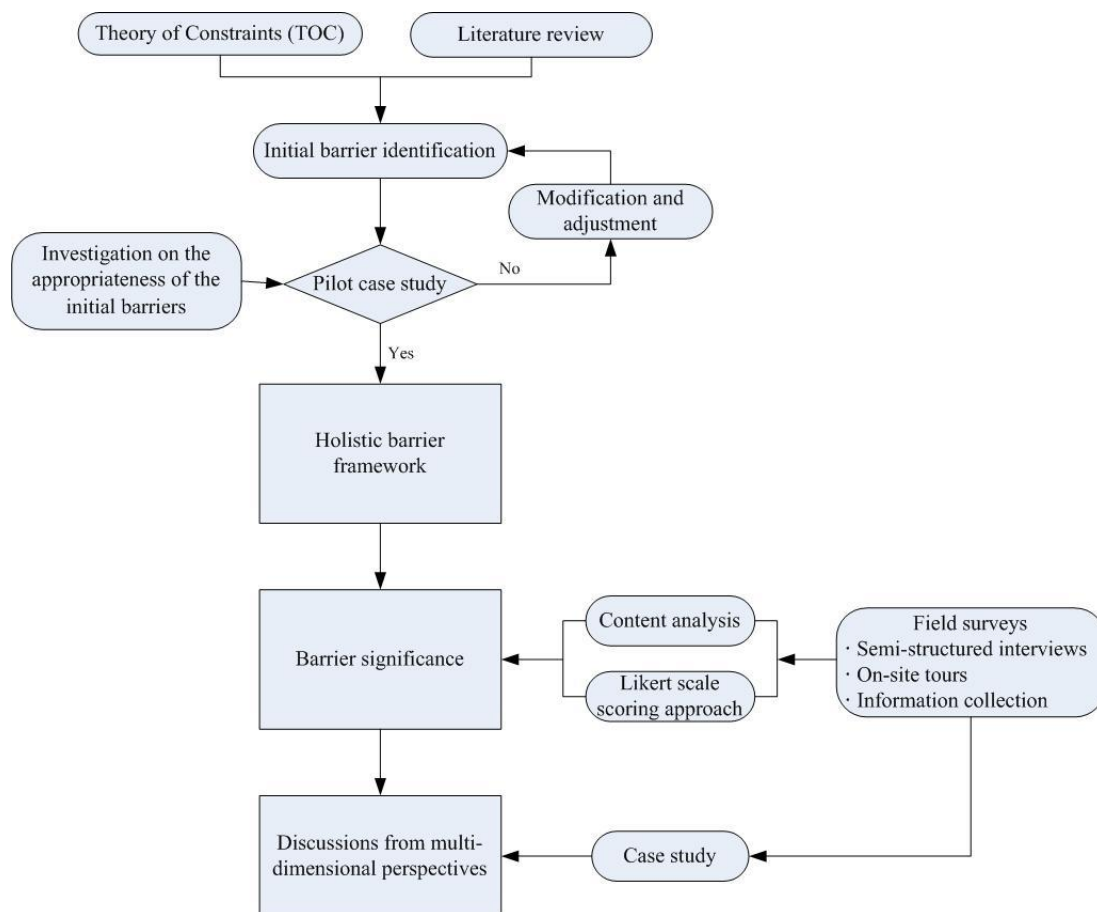 Theory of Constraints (TOC)
Literature review
Initial barrier identification
Modification and
adjustment
Investigation on the
appropriateness of the
initial barriers
Pilot case study
No
Yes
Holistic barrier
framework
Barrier significance
Content analysis
Likert scale
scoring approach
Field surveys
· Semi-structured interviews
· On-site tours
· Information collection
Discussions from multi-
dimensional perspectives
Case study